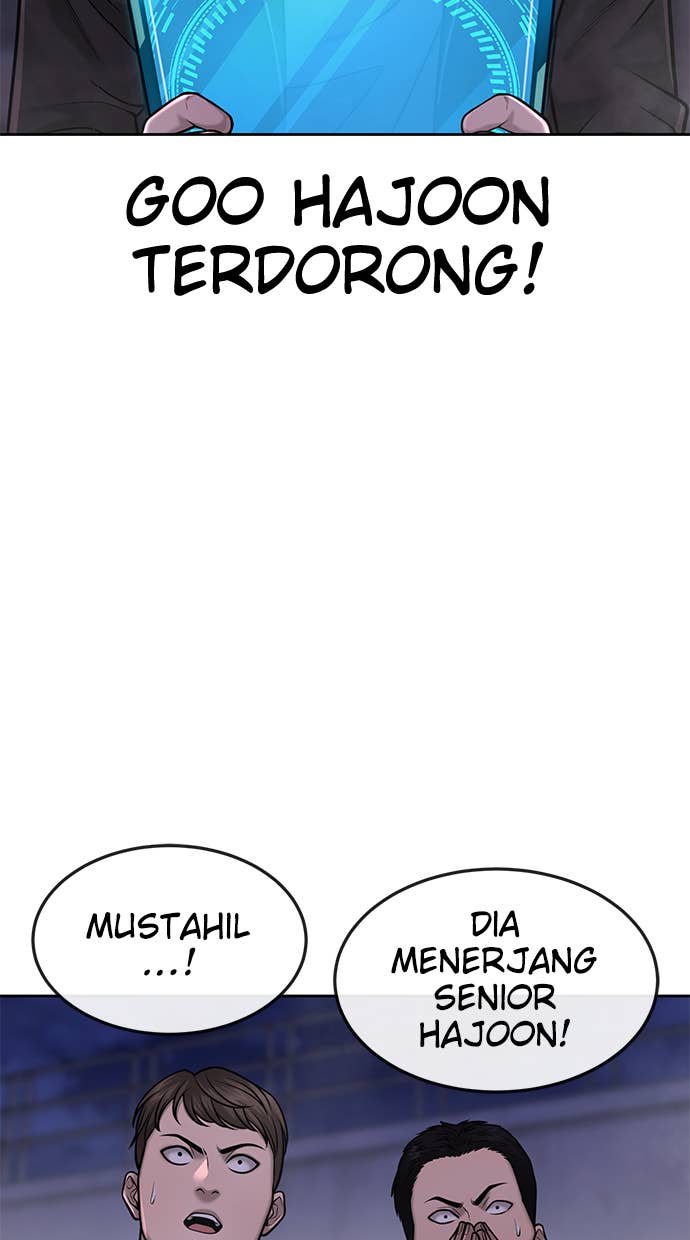 GOO HAJOON
TERDORONG!
MUSTAHIL
...!
DIA
MENERJANG
SENIOR
HAJOON!